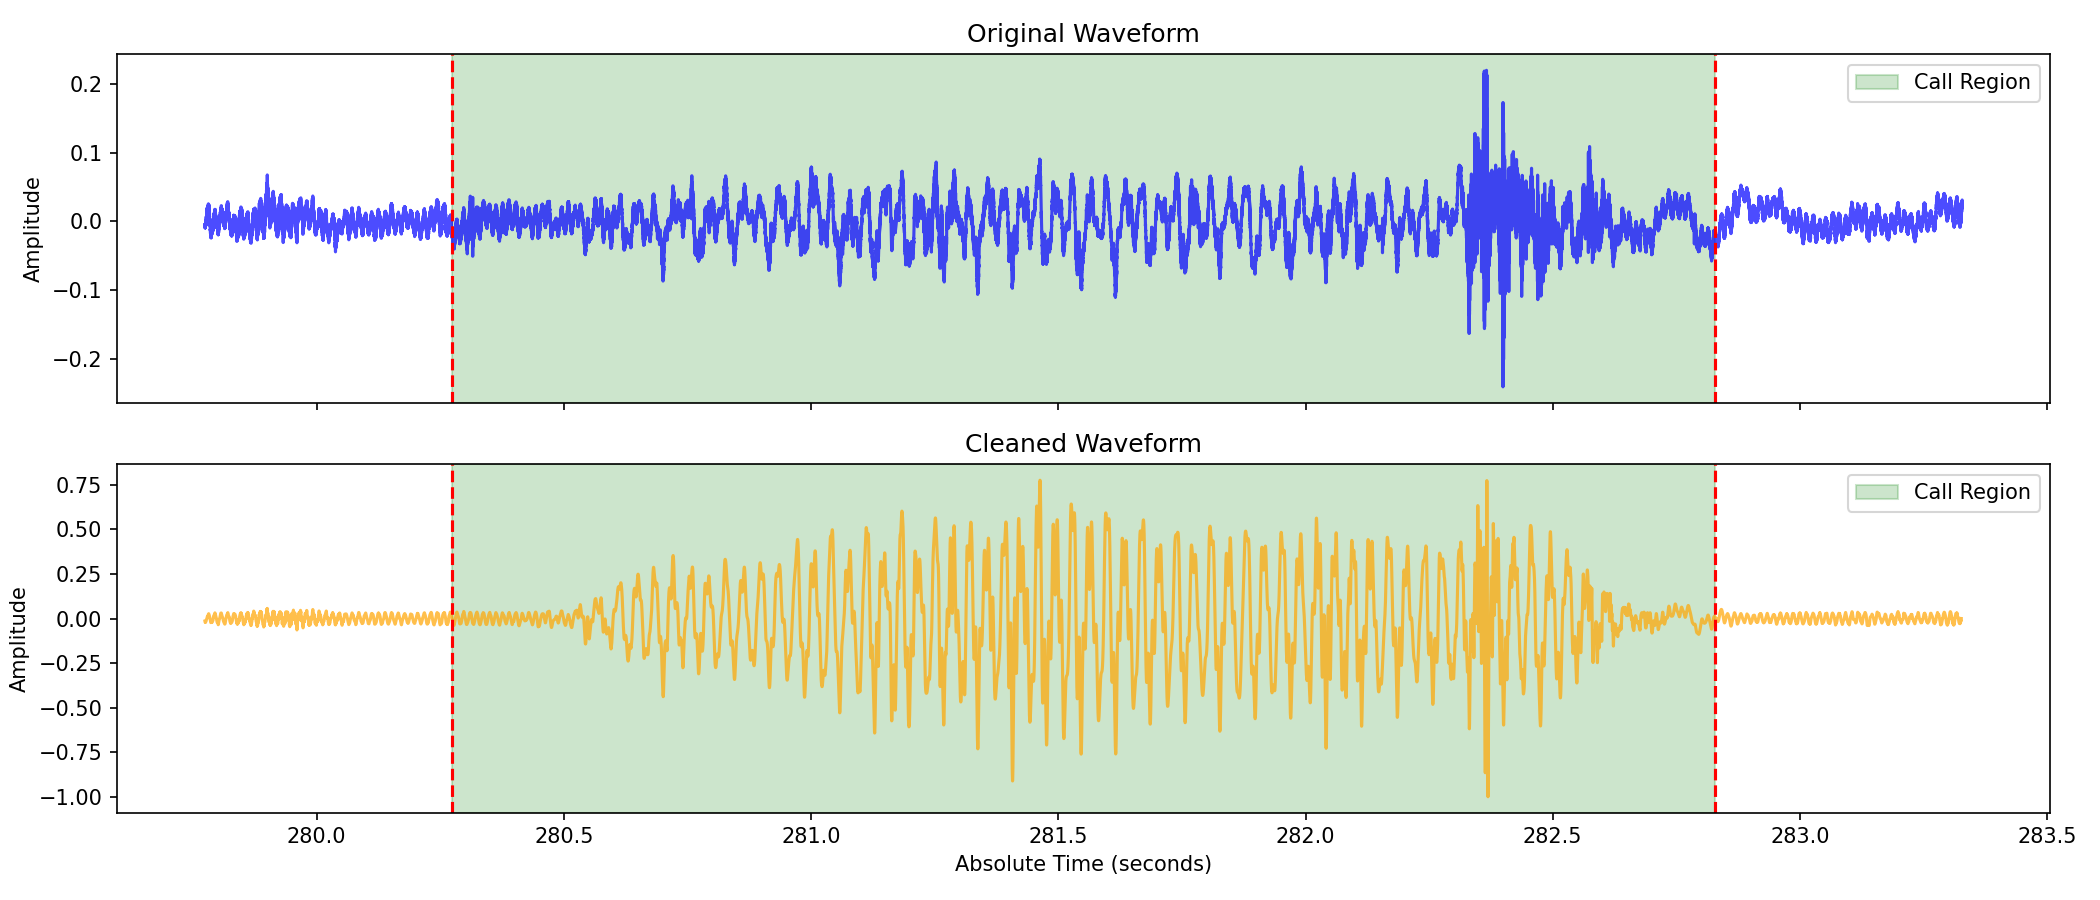 Original Waveform
Call Region
Amplitude
0.2
0.1
0.0
−0.1
−0.2
Cleaned Waveform
Call Region
Amplitude
0.75
0.50
0.25
0.00
−0.25
−0.50
−0.75
−1.00
280.0 280.5 281.0 281.5 282.0 282.5 283.0 283.5
Absolute Time (seconds)